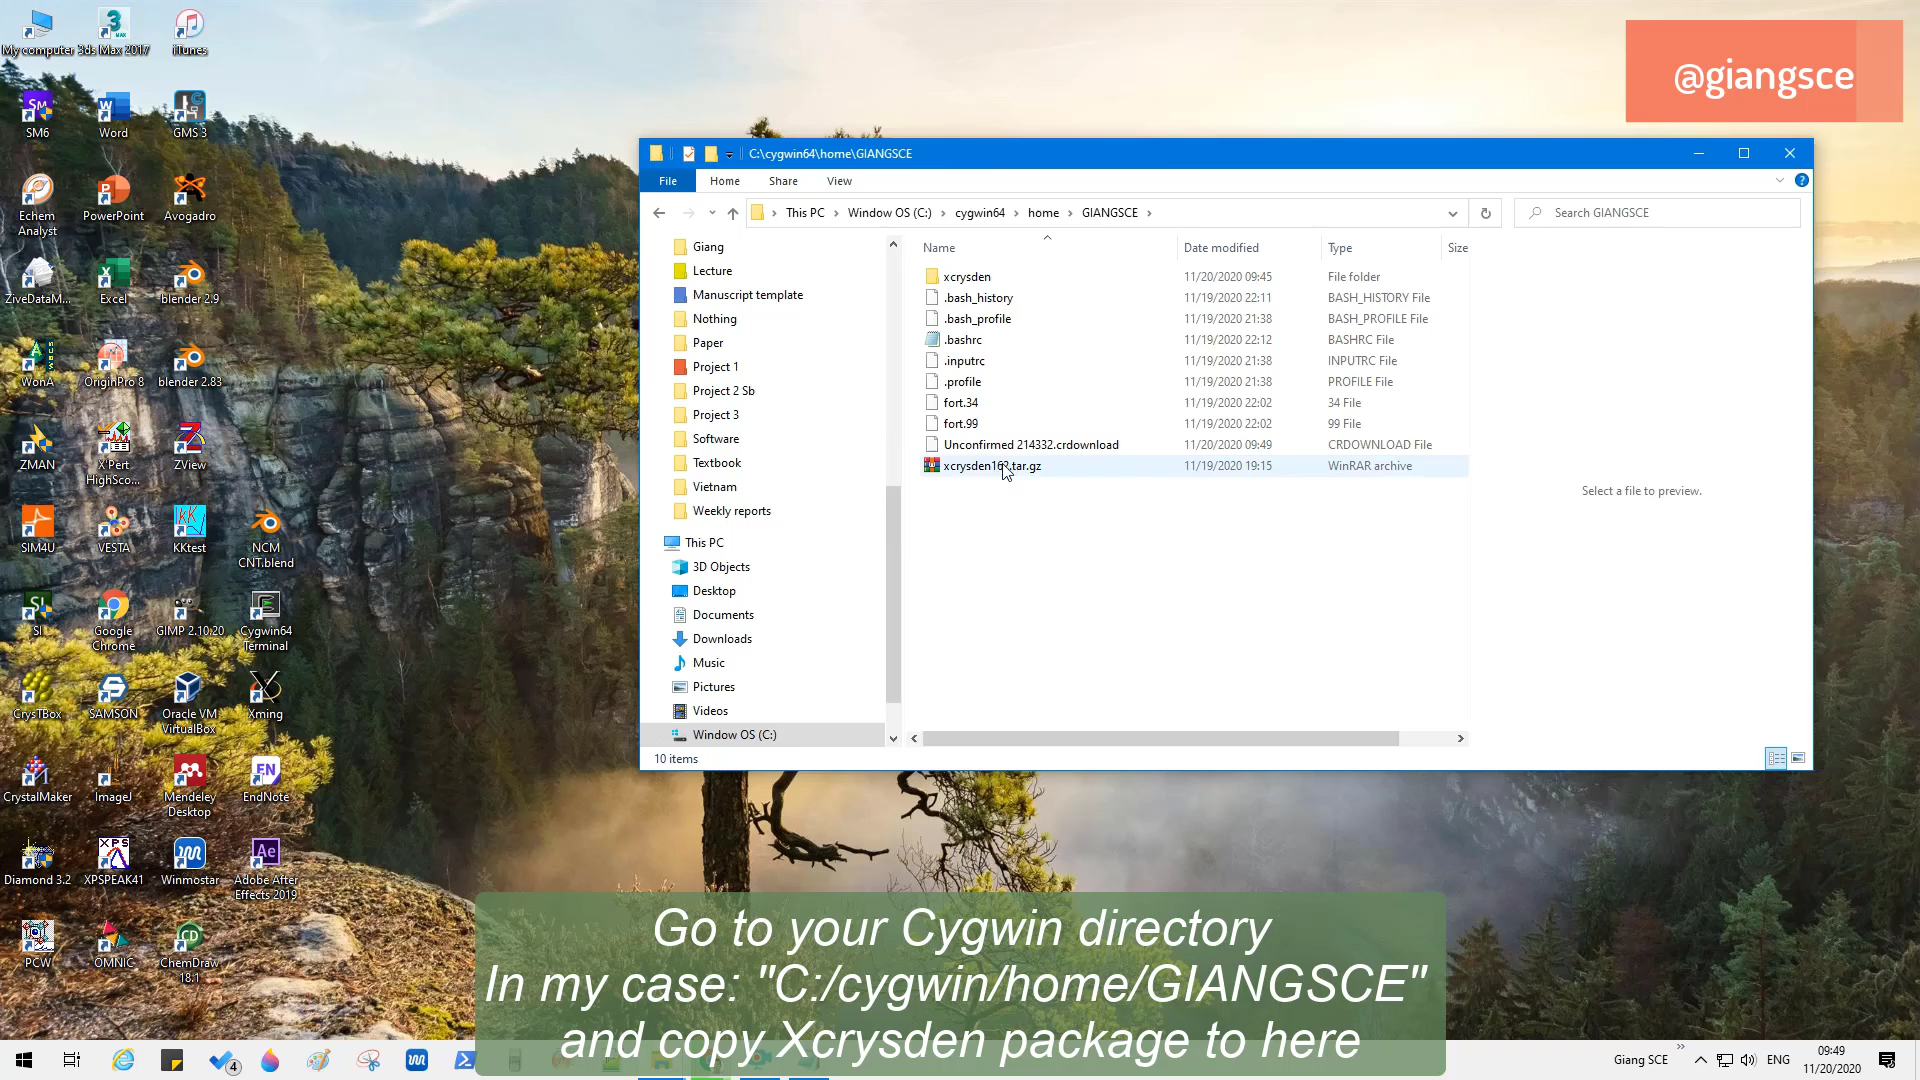 My computer
3ds Max 2017
iTunes
@giangsce
SM6
Word
GMS 3
Echem
Analyst
PowerPoint
Avogadro
ZiveDataM...
Excel
blender 2.9
WonA
OriginPro 8
blender 2.83
ZMAN
X'Pert
HighSco...
ZView
SIM4U
VESTA
KKtest
NCM
CNT.blend
SI
Google
Chrome
GIMP 2.10.20
Cygwin64
Terminal
CrysTBox
SAMSON
Oracle VM
VirtualBox
Xming
CrystalMaker
ImageJ
Mendeley
Desktop
EndNote
Diamond 3.2
XPSPEAK41
Winmostar
Adobe After
Effects 2019
PCW
OMNIC
ChemDraw
18.1
C:\cygwin64\home\GIANGSCE
File Home Share View
This PC > Window OS (C:) > cygwin64 > home > GIANGSCE >
Search GIANGSCE
Giang
Lecture
Manuscript template
Nothing
Paper
Project 1
Project 2 Sb
Project 3
Software
Textbook
Vietnam
Weekly reports
This PC
3D Objects
Desktop
Documents
Downloads
Music
Pictures
Videos
Window OS (C:)
Name Date modified Type Size
xcrysden 11/20/2020 09:45 File folder
.bash_history 11/19/2020 22:11 BASH_HISTORY File
.bash_profile 11/19/2020 21:38 BASH_PROFILE File
.bashrc 11/19/2020 22:12 BASHRC File
.inputrc 11/19/2020 21:38 INPUTRC File
.profile 11/19/2020 21:38 PROFILE File
fort.34 11/19/2020 22:02 34 File
fort.99 11/19/2020 22:02 99 File
Unconfirmed 214332.crdownload 11/20/2020 09:49 CRDOWNLOAD File
11/19/2020 19:15 WinRAR archive
Select a file to preview.
10 items
Go to your Cygwin directory
In my case: "C:/cygwin/home/GIANGSCE"
and copy Xcrysden package to here
4
Giang SCE
ENG
09:49
11/20/2020